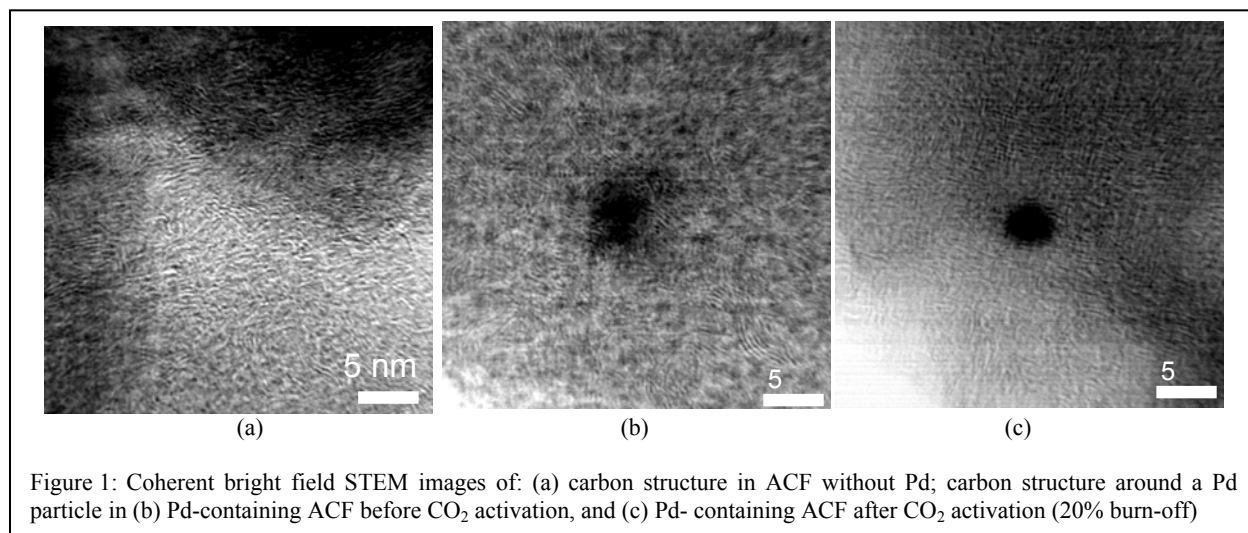 5 nm
5
5
(a)
(b)
(c)
Figure 1: Coherent bright field STEM images of: (a) carbon structure in ACF without Pd; carbon structure around a Pd
particle in (b) Pd-containing ACF before CO₂ activation, and (c) Pd- containing ACF after CO₂ activation (20% burn-off)